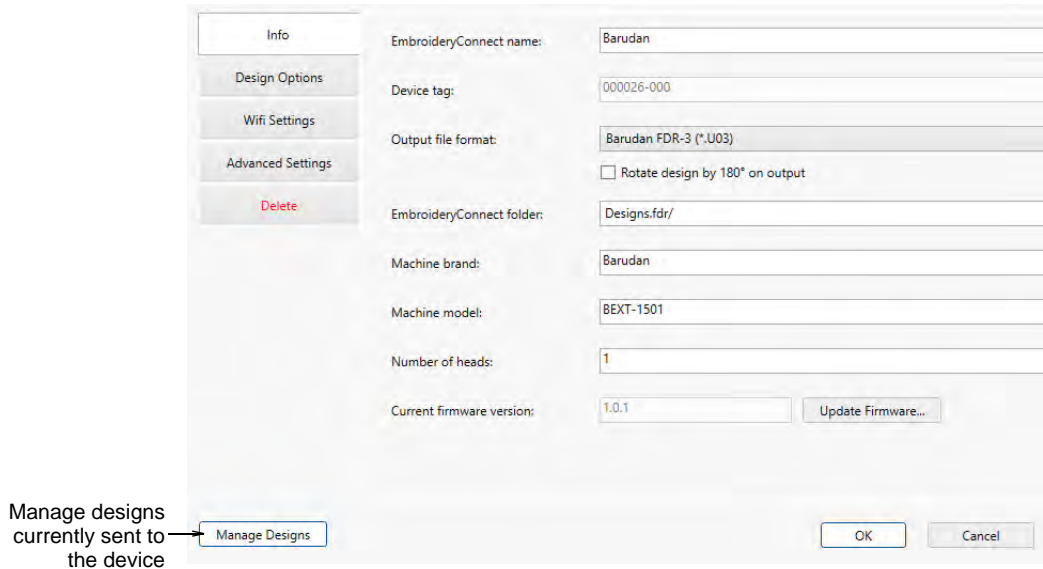 Info
Design Options
Wifi Settings
Advanced Settings
Delete
EmbroideryConnect name:
Barudan
Device tag:
000026-000
Output file format:
Barudan FDR-3 (*.U03)
Rotate design by 180° on output
EmbroideryConnect folder:
Designs.fdr/
Machine brand:
Barudan
Machine model:
BEXT-1501
Number of heads:
1
Current firmware version:
1.0.1
Update Firmware...
Manage designs
currently sent to
the device
Manage Designs
OK
Cancel